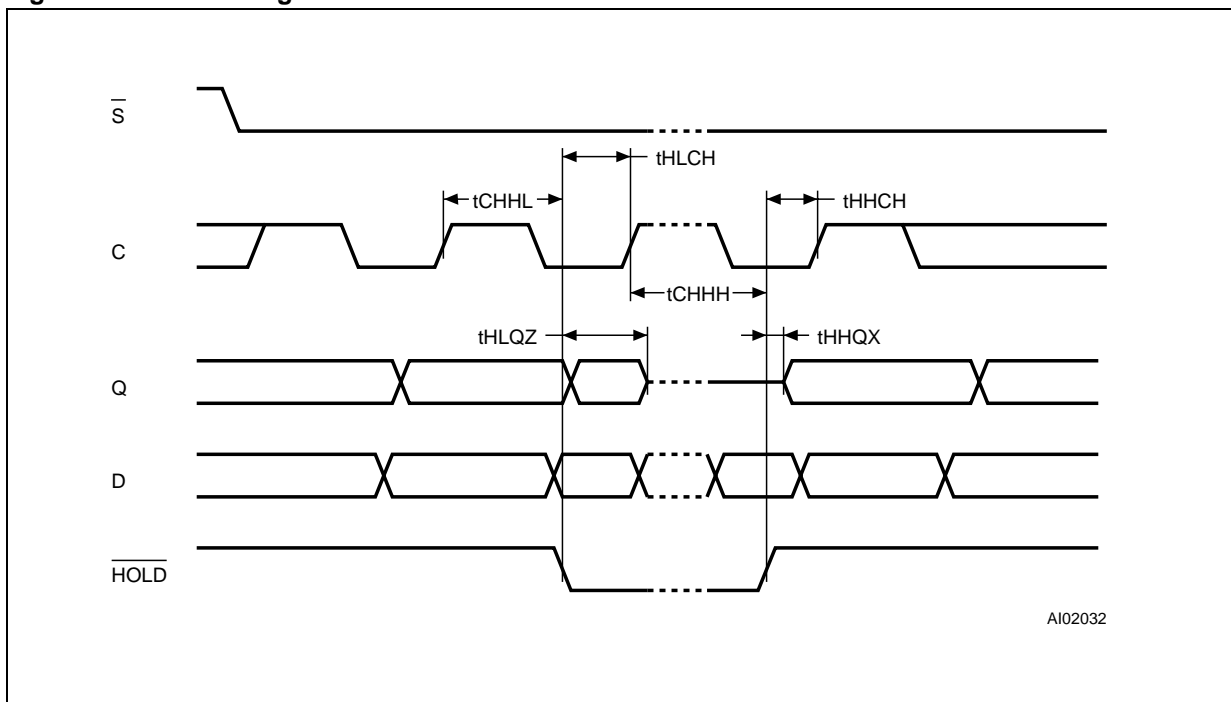 S
tHLCH
tCHHL
tHHCH
C
tCHHH
tHLQZ
tHHQX
Q
D
HOLD
AI02032